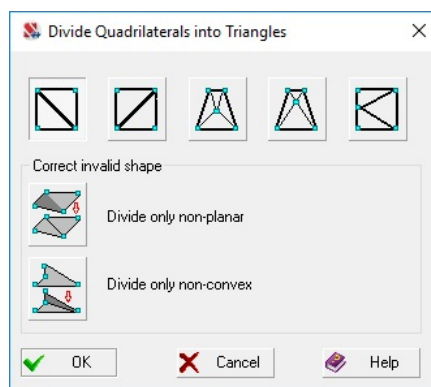 Divide Quadrilaterals into Triangles
Correct invalid shape
Divide only non-planar
Divide only non-convex
OK Cancel Help